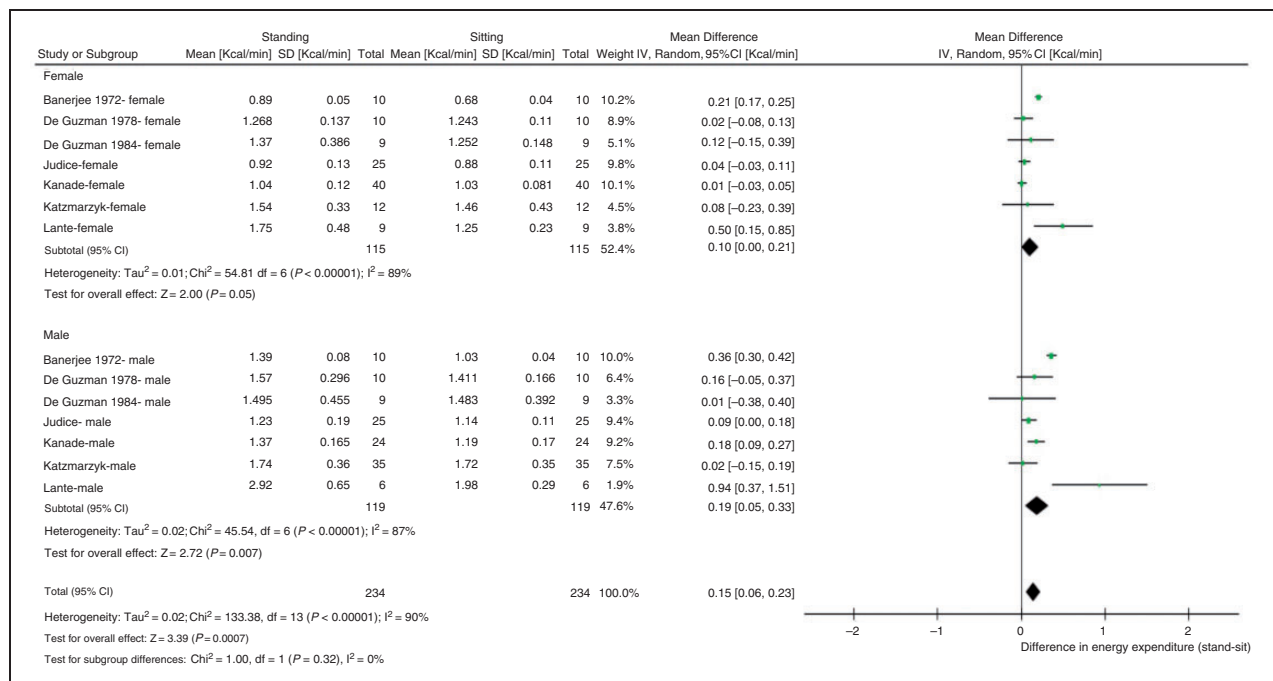 Standing Sitting Mean Difference Mean Difference
Study or Subgroup Mean [Kcal/min] SD [Kcal/min] Total Mean [Kcal/min] SD [Kcal/min] Total Weight IV, Random, 95%CI [Kcal/min] IV, Random, 95% CI [Kcal/min]
Female
Banerjee 1972- female 0.89 0.05 10 0.68 0.04 10 10.2% 0.21 [0.17, 0.25]
De Guzman 1978- female 1.268 0.137 10 1.243 0.11 10 8.9% 0.02 [−0.08, 0.13]
De Guzman 1984- female 1.37 0.386 9 1.252 0.148 9 5.1% 0.12 [−0.15, 0.39]
Judice-female 0.92 0.13 25 0.88 0.11 25 9.8% 0.04 [−0.03, 0.11]
Kanade-female 1.04 0.12 40 1.03 0.081 40 10.1% 0.01 [−0.03, 0.05]
Katzmarzyk-female 1.54 0.33 12 1.46 0.43 12 4.5% 0.08 [−0.23, 0.39]
Lante-female 1.75 0.48 9 1.25 0.23 9 3.8% 0.50 [0.15, 0.85]
Subtotal (95% CI) 115 115 52.4% 0.10 [0.00, 0.21]
Heterogeneity: Tau² = 0.01; Chi² = 54.81 df = 6 (P < 0.00001); I² = 89%
Test for overall effect: Z = 2.00 (P = 0.05)
Male
Banerjee 1972- male 1.39 0.08 10 1.03 0.04 10 10.0% 0.36 [0.30, 0.42]
De Guzman 1978- male 1.57 0.296 10 1.411 0.166 10 6.4% 0.16 [−0.05, 0.37]
De Guzman 1984- male 1.495 0.455 9 1.483 0.392 9 3.3% 0.01 [−0.38, 0.40]
Judice- male 1.23 0.19 25 1.14 0.11 25 9.4% 0.09 [0.00, 0.18]
Kanade-male 1.37 0.165 24 1.19 0.17 24 9.2% 0.18 [0.09, 0.27]
Katzmarzyk-male 1.74 0.36 35 1.72 0.35 35 7.5% 0.02 [−0.15, 0.19]
Lante-male 2.92 0.65 6 1.98 0.29 6 1.9% 0.94 [0.37, 1.51]
Subtotal (95% CI) 119 119 47.6% 0.19 [0.05, 0.33]
Heterogeneity: Tau² = 0.02; Chi² = 45.54, df = 6 (P < 0.00001); I² = 87%
Test for overall effect: Z = 2.72 (P = 0.007)
Total (95% CI) 234 234 100.0% 0.15 [0.06, 0.23]
Heterogeneity: Tau² = 0.02; Chi² = 133.38, df = 13 (P < 0.00001); I² = 90%
Test for overall effect: Z = 3.39 (P = 0.0007)
Test for subgroup differences: Chi² = 1.00, df = 1 (P = 0.32), I² = 0%
−2 −1 0 1 2
Difference in energy expenditure (stand-sit)